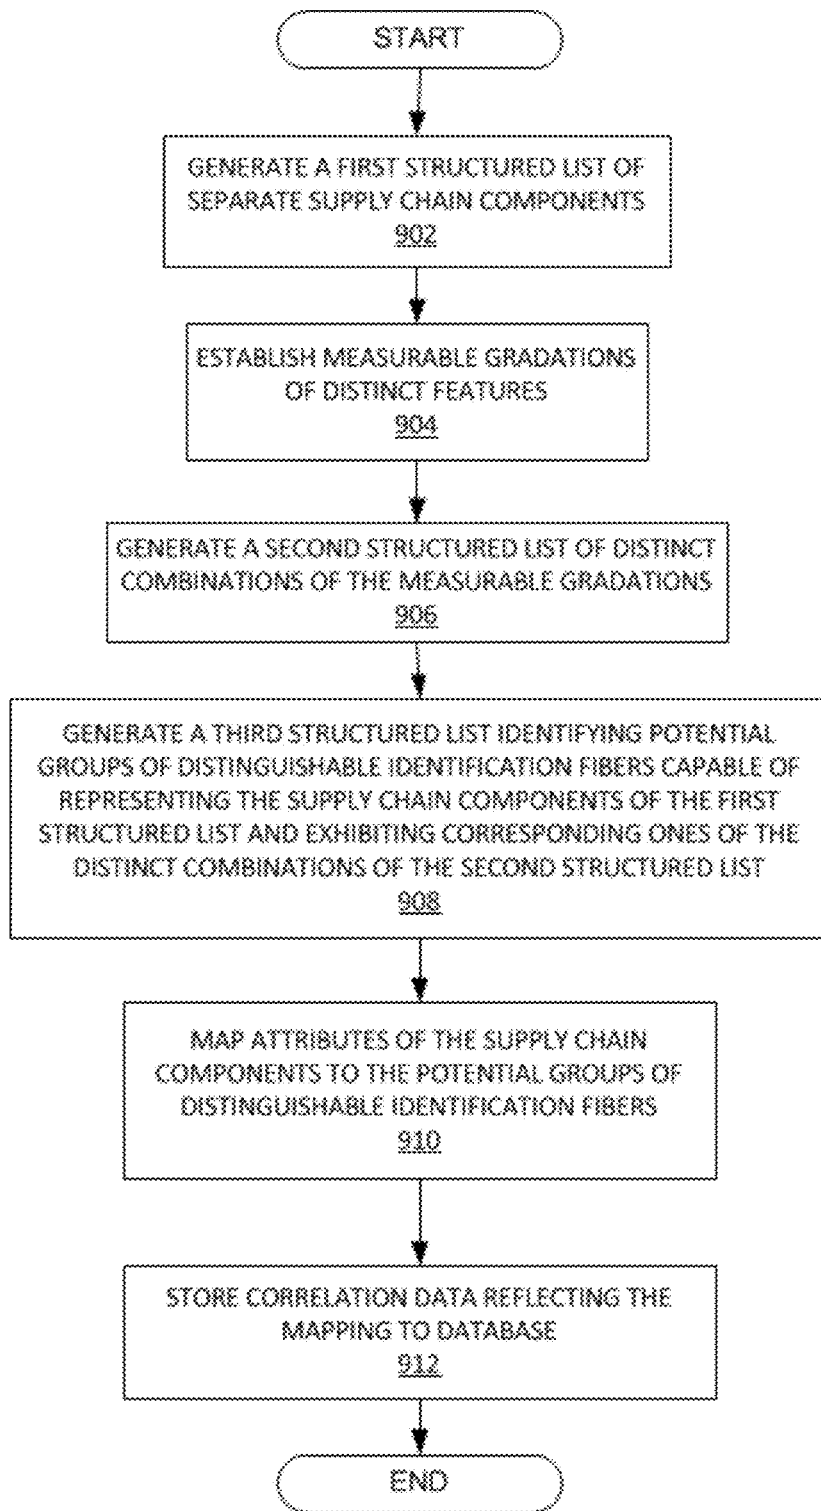 START
GENERATE A FIRST STRUCTURED LIST OF
SEPARATE SUPPLY CHAIN COMPONENTS
902
ESTABLISH MEASURABLE GRADATIONS
OF DISTINCT FEATURES
904
GENERATE A SECOND STRUCTURED LIST OF DISTINCT
COMBINATIONS OF THE MEASURABLE GRADATIONS
906
GENERATE A THIRD STRUCTURED LIST IDENTIFYING POTENTIAL
GROUPS OF DISTINGUISHABLE IDENTIFICATION FIBERS CAPABLE OF
REPRESENTING THE SUPPLY CHAIN COMPONENTS OF THE FIRST
STRUCTURED LIST AND EXHIBITING CORRESPONDING ONES OF THE
DISTINCT COMBINATIONS OF THE SECOND STRUCTURED LIST
908
MAP ATTRIBUTES OF THE SUPPLY CHAIN
COMPONENTS TO THE POTENTIAL GROUPS OF
DISTINGUISHABLE IDENTIFICATION FIBERS
910
STORE CORRELATION DATA REFLECTING THE
MAPPING TO DATABASE
912
END